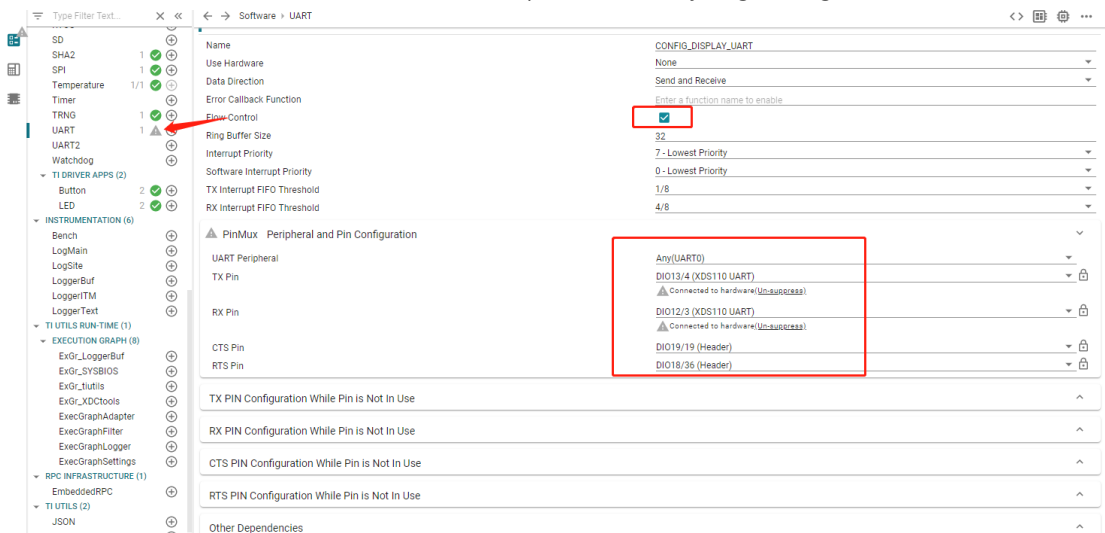 Type Filter Text...
SD
SHA2 1
SPI 1
Temperature 1/1
Timer
TRNG 1
UART 1
UART2
Watchdog
TI DRIVER APPS (2)
Button 2
LED 2
INSTRUMENTATION (6)
Bench
LogMain
LogSite
LoggerBuf
LoggerITM
LoggerText
TI UTILS RUN-TIME (1)
EXECUTION GRAPH (8)
ExGr_LoggerBuf
ExGr_SYSBIOS
ExGr_tiutils
ExGr_XDCtools
ExecGraphAdapter
ExecGraphFilter
ExecGraphLogger
ExecGraphSettings
RPC INFRASTRUCTURE (1)
EmbeddedRPC
TI UTILS (2)
JSON
Software > UART
Name CONFIG_DISPLAY_UART
Use Hardware None
Data Direction Send and Receive
Error Callback Function Enter a function name to enable
Flow Control
Ring Buffer Size 32
Interrupt Priority 7 - Lowest Priority
Software Interrupt Priority 0 - Lowest Priority
TX Interrupt FIFO Threshold 1/8
RX Interrupt FIFO Threshold 4/8
PinMux Peripheral and Pin Configuration
UART Peripheral Any(UART0)
TX Pin DIO13/4 (XDS110 UART)
Connected to hardware(Un-suppress)
RX Pin DIO12/3 (XDS110 UART)
Connected to hardware(Un-suppress)
CTS Pin DIO19/19 (Header)
RTS Pin DIO18/36 (Header)
TX PIN Configuration While Pin is Not In Use
RX PIN Configuration While Pin is Not In Use
CTS PIN Configuration While Pin is Not In Use
RTS PIN Configuration While Pin is Not In Use
Other Dependencies